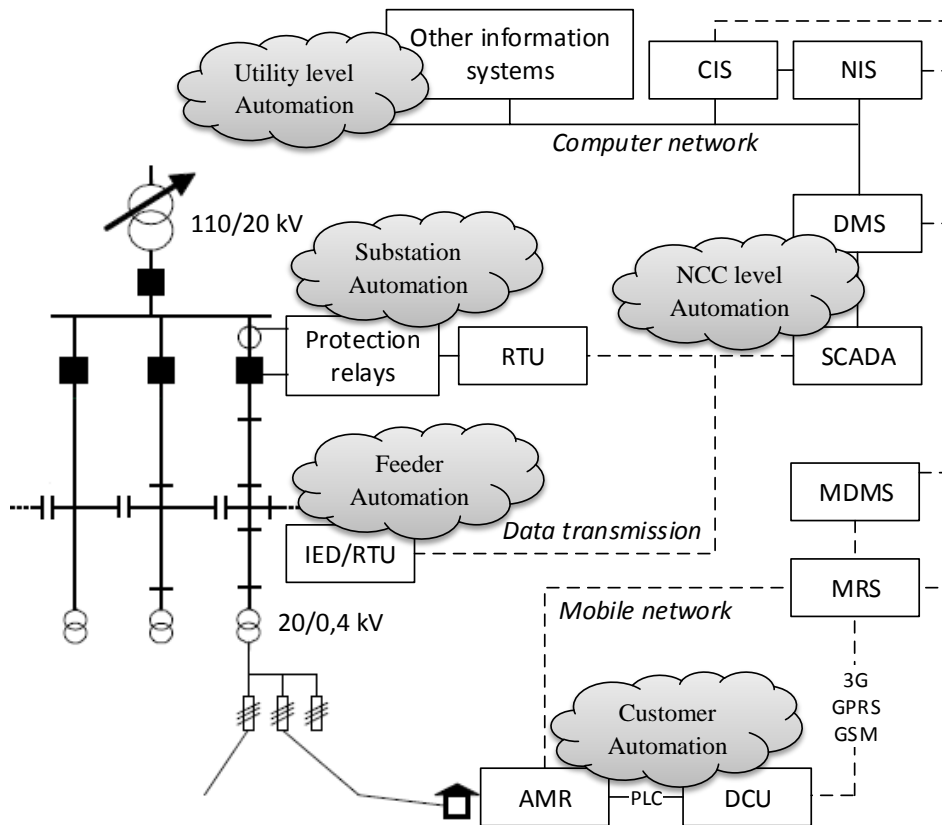 Other information
systems
CIS
NIS
Utility level
Automation
Computer network
110/20 kV
DMS
Substation
Automation
NCC level
Automation
Protection
relays
RTU
SCADA
Feeder
Automation
MDMS
Data transmission
IED/RTU
MRS
Mobile network
20/0,4 kV
3G
GPRS
GSM
Customer
Automation
AMR
PLC
DCU